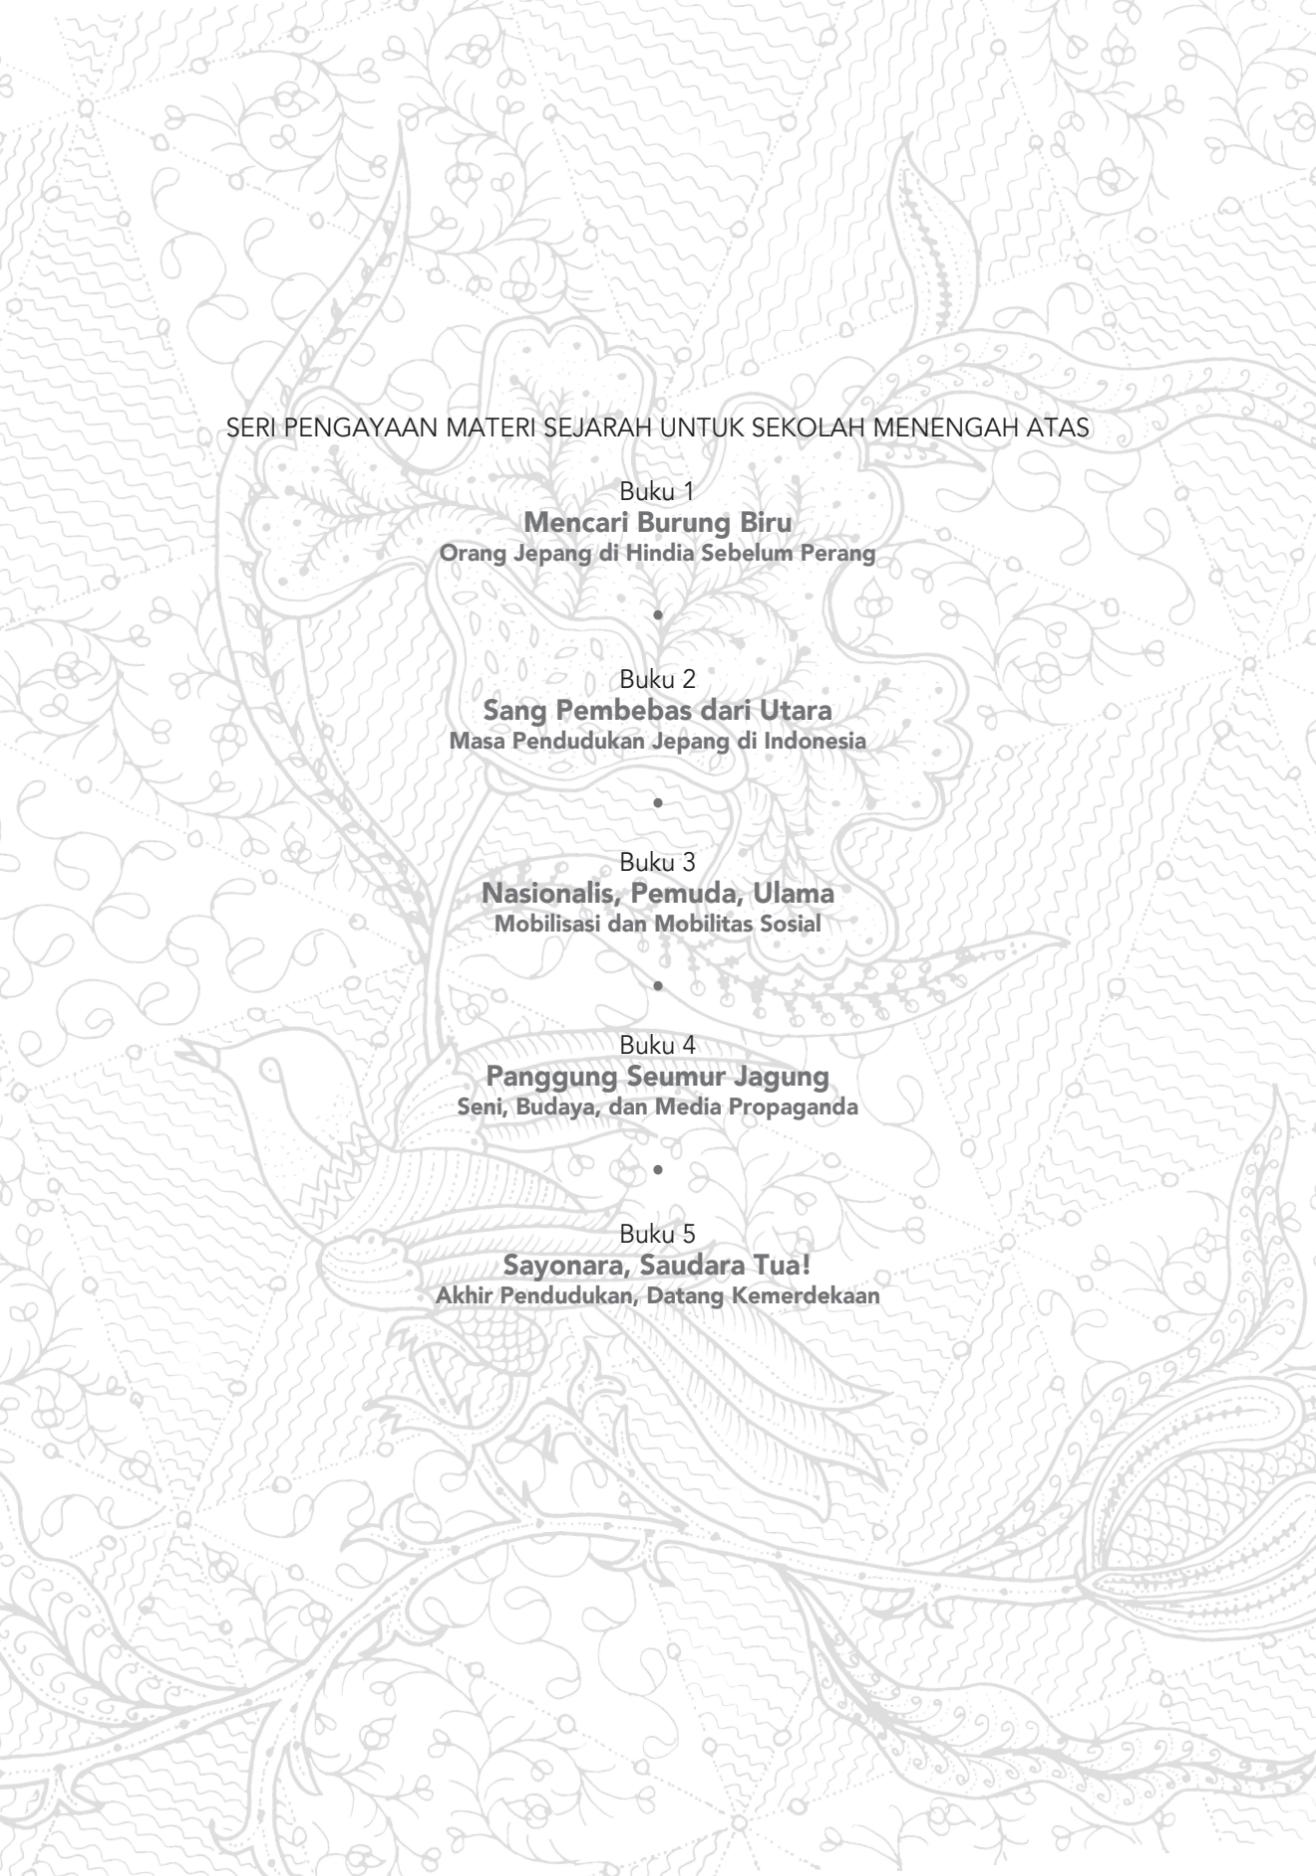 SERI PENGAYAAN MATERI SEJARAH UNTUK SEKOLAH MENENGAH ATAS
Buku 1
Mencari Burung Biru
Orang Jepang di Hindia Sebelum Perang
•
Buku 2
Sang Pembebas dari Utara
Masa Pendudukan Jepang di Indonesia
•
Buku 3
Nasionalis, Pemuda, Ulama
Mobilisasi dan Mobilitas Sosial
•
Buku 4
Panggung Seumur Jagung
Seni, Budaya, dan Media Propaganda
•
Buku 5
Sayonara, Saudara Tua!
Akhir Pendudukan, Datang Kemerdekaan